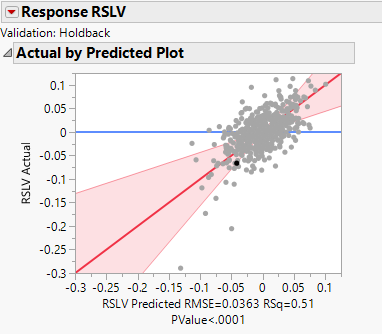 Response RSLV
Validation: Holdback
Actual by Predicted Plot
RSLV Actual
0.1
0.05
0
-0.05
-0.1
-0.15
-0.2
-0.25
-0.3
-0.3 -0.25 -0.2 -0.15 -0.1 -0.05 0 0.05 0.1
RSLV Predicted RMSE=0.0363 RSq=0.51
PValue<.0001